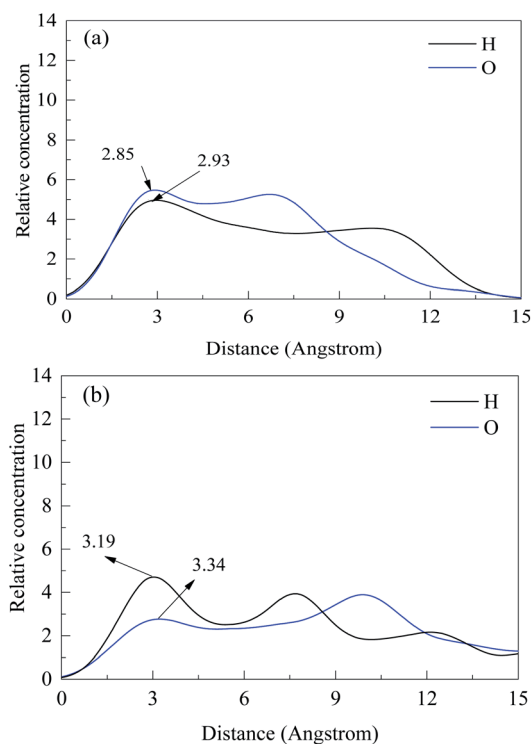 (a)
H
O
2.85
2.93
Relative concentration
14
12
10
8
6
4
2
0
0 3 6 9 12 15
Distance (Angstrom)
(b)
H
O
3.19
3.34
Relative concentration
14
12
10
8
6
4
2
0
0 3 6 9 12 15
Distance (Angstrom)